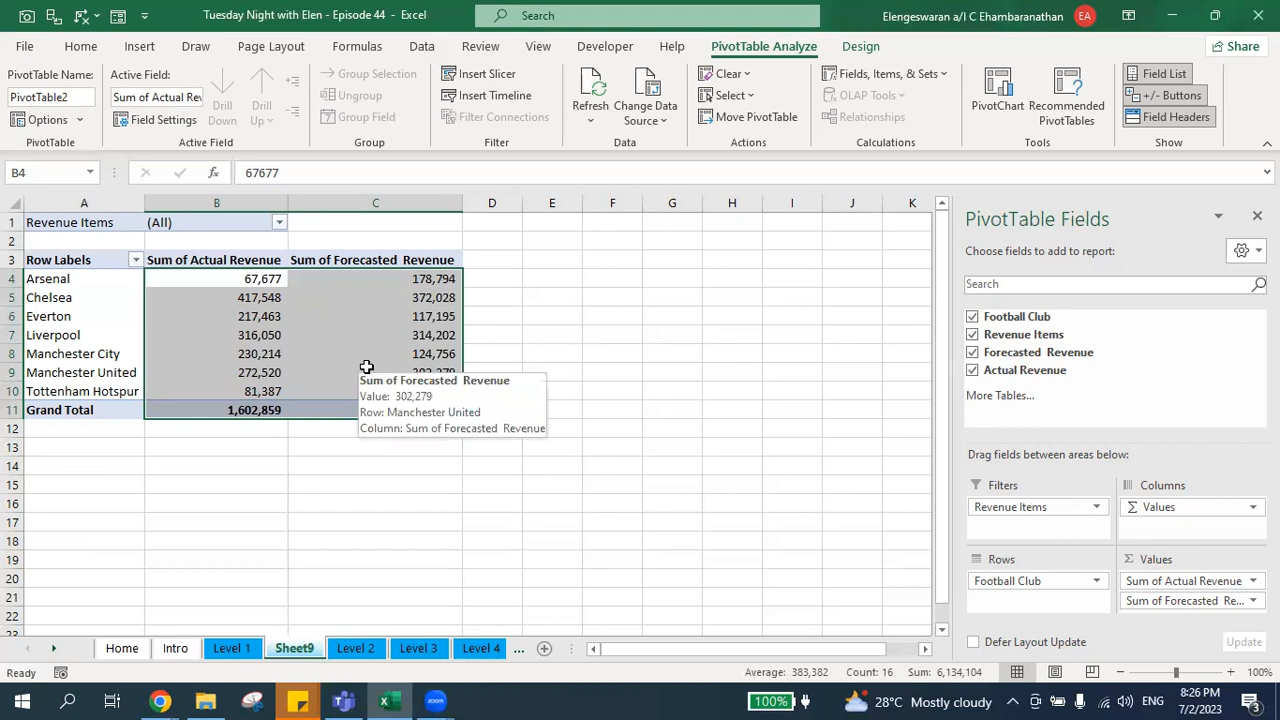 Tuesday Night with Elen - Episode 44 - Excel
Search
Elengeswaran a/l C Ehambaranathan
EA
File Home Insert Draw Page Layout Formulas Data Review View Developer Help PivotTable Analyze Design
Share
PivotTable Name:
PivotTable2
Options
PivotTable
Active Field:
Sum of Actual Rev
Field Settings
Drill Down
Drill Up
Active Field
Group Selection
Ungroup
Group Field
Group
Insert Slicer
Insert Timeline
Filter Connections
Filter
Refresh
Change Data Source
Data
Clear
Select
Move PivotTable
Actions
Fields, Items, & Sets
OLAP Tools
Relationships
Calculations
PivotChart
Recommended PivotTables
Tools
Field List
+/- Buttons
Field Headers
Show
B4
fx
67677
A B C D E F G H I J K
1 Revenue Items (All)
2
3 Row Labels Sum of Actual Revenue Sum of Forecasted Revenue
4 Arsenal 67,677 178,794
5 Chelsea 417,548 372,028
6 Everton 217,463 117,195
7 Liverpool 316,050 314,202
8 Manchester City 230,214 124,756
9 Manchester United 272,520 302,279
10 Tottenham Hotspur 81,387
11 Grand Total 1,602,859
12
13
14
15
16
17
18
19
20
21
22
23
Sum of Forecasted Revenue
Value: 302,279
Row: Manchester United
Column: Sum of Forecasted Revenue
PivotTable Fields
Choose fields to add to report:
Search
Football Club
Revenue Items
Forecasted Revenue
Actual Revenue
More Tables...
Drag fields between areas below:
Filters
Revenue Items
Columns
Σ Values
Rows
Football Club
Σ Values
Sum of Actual Revenue
Sum of Forecasted Re...
Defer Layout Update
Update
Home Intro Level 1 Sheet9 Level 2 Level 3 Level 4 ...
Ready
Average: 383,382 Count: 16 Sum: 6,134,104
100%
100%
28°C Mostly cloudy
ENG
8:26 PM
7/2/2023
3